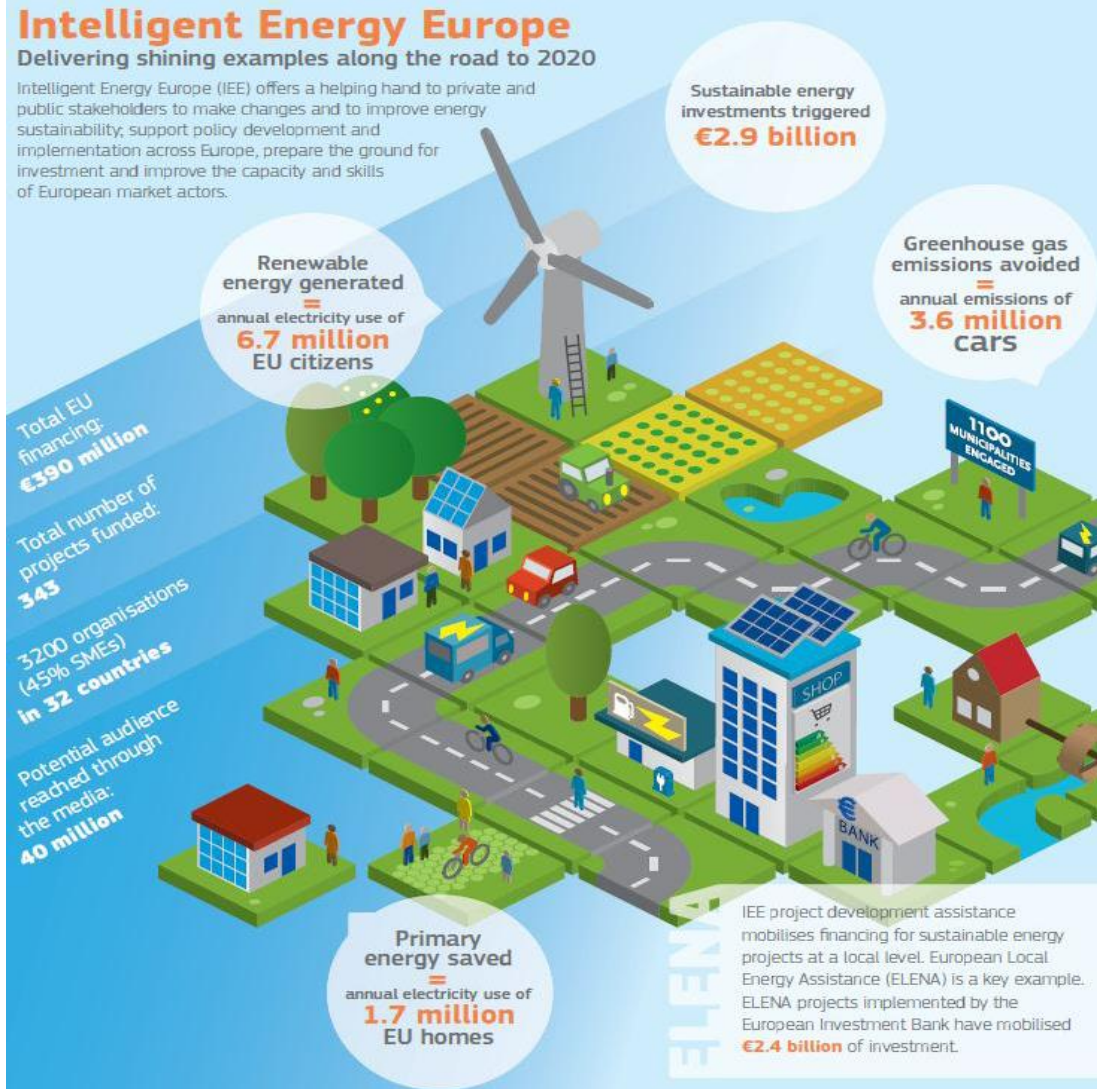 Intelligent Energy Europe
Delivering shining examples along the road to 2020
Intelligent Energy Europe (IEE) offers a helping hand to private and
public stakeholders to make changes and to improve energy
sustainability; support policy development and
implementation across Europe, prepare the ground for
investment and improve the capacity and skills
of European market actors.
Sustainable energy
investments triggered
€2.9 billion
Renewable
energy generated
=
annual electricity use of
6.7 million
EU citizens
Greenhouse gas
emissions avoided
=
annual emissions of
3.6 million
cars
Total EU
financing:
€390 million
Total number of
projects funded:
343
3200 organisations
(45% SMEs)
in 32 countries
Potential audience
reached through
the media:
40 million
1100
MUNICIPALITIES
ENGAGED
SHOP
€
BANK
Primary
energy saved
=
annual electricity use of
1.7 million
EU homes
ELENA
IEE project development assistance
mobilises financing for sustainable energy
projects at a local level. European Local
Energy Assistance (ELENA) is a key example.
ELENA projects implemented by the
European Investment Bank have mobilised
€2.4 billion of investment.